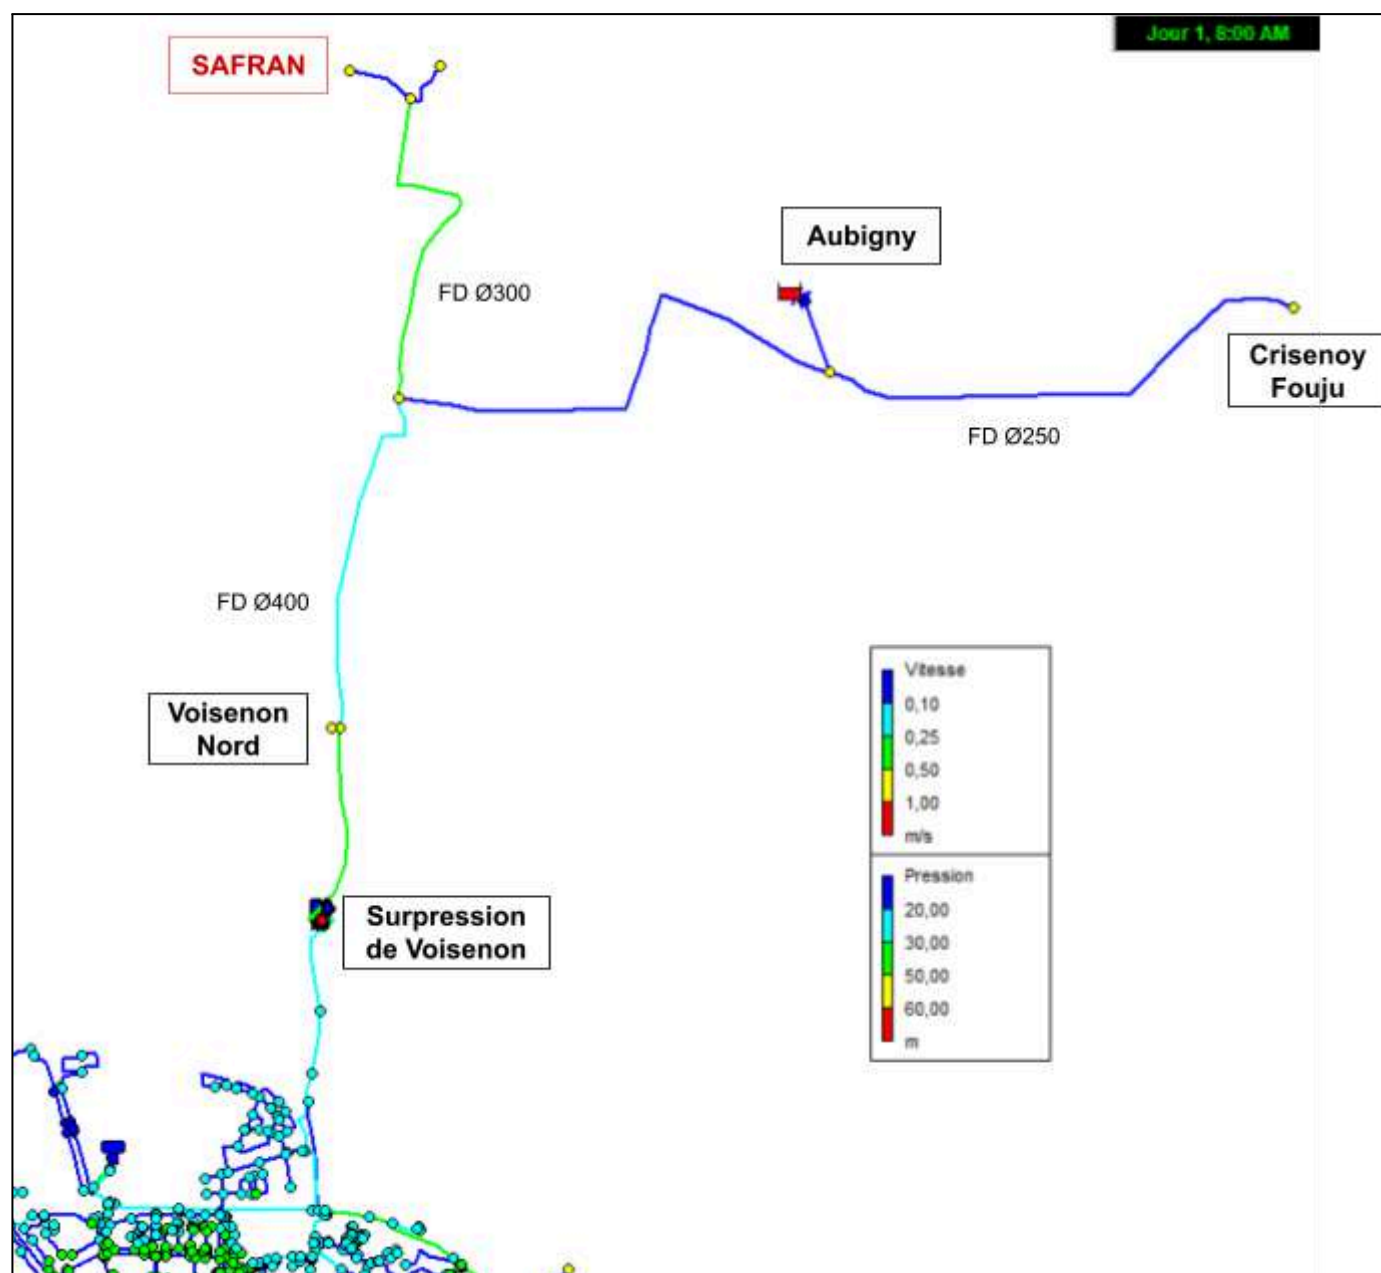 Jour 1, 8:00 AM
SAFRAN
Aubigny
FD Ø300
Crisenoy
Fouju
FD Ø250
FD Ø400
Vitesse
0,10
0,25
0,50
1,00
m/s
Voisenon
Nord
Pression
20,00
30,00
50,00
60,00
m
Surpression
de Voisenon